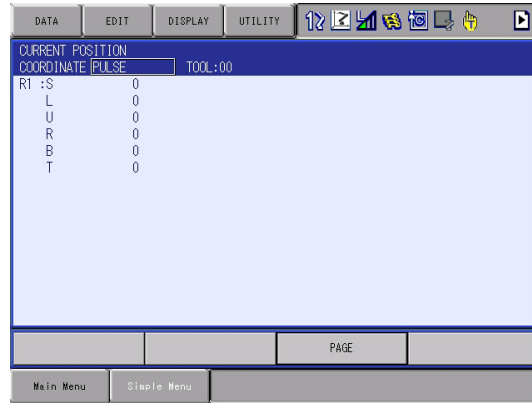 DATA EDIT DISPLAY UTILITY
CURRENT POSITION
COORDINATE PULSE TOOL:00
R1 :S 0
L 0
U 0
R 0
B 0
T 0
PAGE
Main Menu Simple Menu